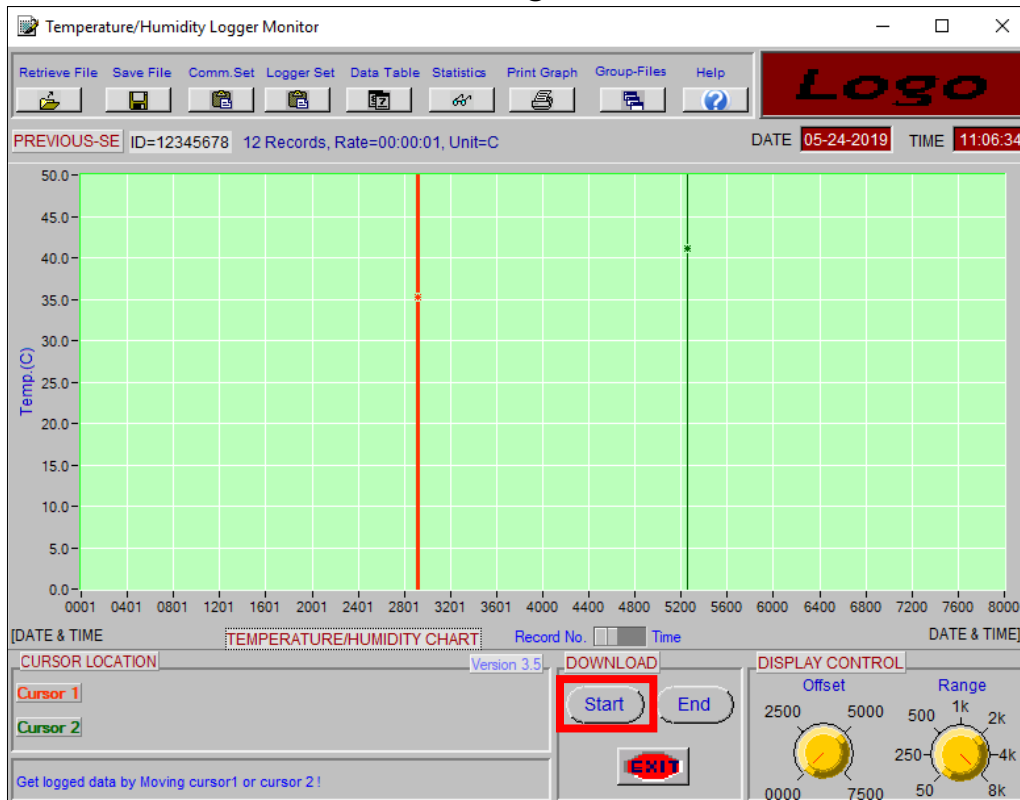 Temperature/Humidity Logger Monitor
Retrieve File Save File Comm.Set Logger Set Data Table Statistics Print Graph Group-Files Help
Logo
PREVIOUS-SE ID=12345678 12 Records, Rate=00:00:01, Unit=C DATE 05-24-2019 TIME 11:06:34
50.0
45.0
40.0
35.0
30.0
25.0
20.0
15.0
10.0
5.0
0.0
Temp.(C)
0001 0401 0801 1201 1601 2001 2401 2801 3201 3601 4000 4400 4800 5200 5600 6000 6400 6800 7200 7600 8000
[DATE & TIME TEMPERATURE/HUMIDITY CHART Record No. Time DATE & TIME]
CURSOR LOCATION Version 3.5 DOWNLOAD DISPLAY CONTROL
Cursor 1
Cursor 2
Get logged data by Moving cursor1 or cursor 2 !
Start End
EXIT
Offset Range
2500 5000 500 1k 2k
250 4k
0000 7500 50 8k